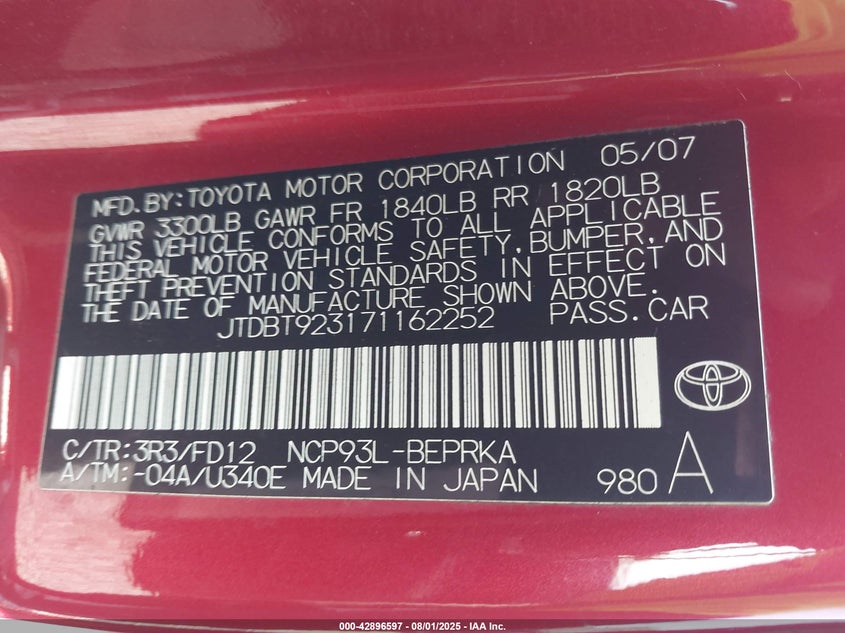 MFD.BY:TOYOTA MOTOR CORPORATION 05/07
GVWR 3300LB GAWR FR 1840LB RR 1820LB
THIS VEHICLE CONFORMS TO ALL APPLICABLE
FEDERAL MOTOR VEHICLE SAFETY,BUMPER,AND
THEFT PREVENTION STANDARDS IN EFFECT ON
THE DATE OF MANUFACTURE SHOWN ABOVE.
JTDBT923171162252 PASS.CAR
C/TR:3R3/FD12 NCP93L-BEPRKA
A/TM:-04A/U340E MADE IN JAPAN 980 A
000-42896597 - 08/01/2025 - IAA Inc.